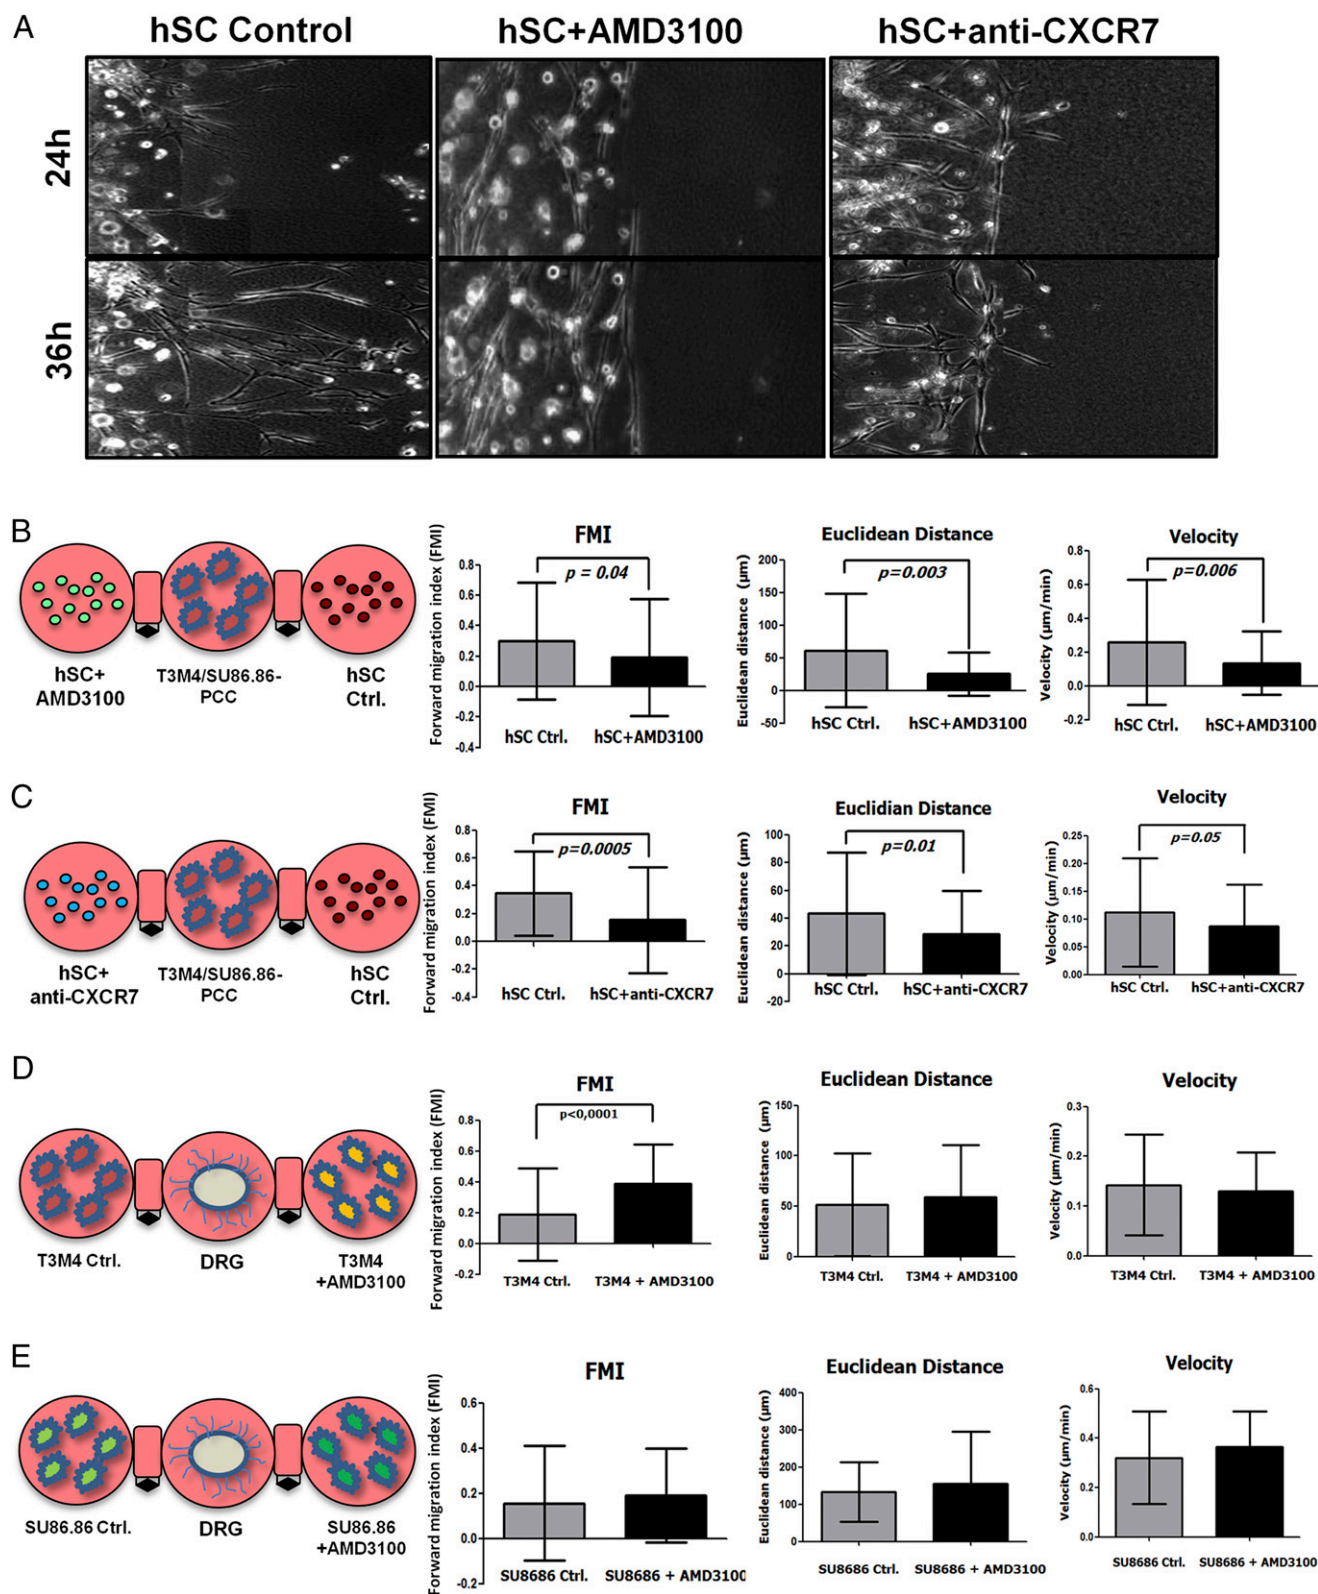 A
hSC Control
hSC+AMD3100
hSC+anti-CXCR7
24h
36h
B
hSC+
AMD3100
T3M4/SU86.86-
PCC
hSC
Ctrl.
FMI
Forward migration index (FMI)
0.8
0.6
0.4
0.2
0.0
-0.2
-0.4
p = 0.04
hSC Ctrl.
hSC+AMD3100
Euclidean Distance
Euclidean distance (µm)
200
150
100
50
0
-50
p=0.003
hSC Ctrl.
hSC+AMD3100
Velocity
Velocity (µm/min)
0.8
0.6
0.4
0.2
0.0
-0.2
p=0.006
hSC Ctrl.
hSC+AMD3100
C
hSC+
anti-CXCR7
T3M4/SU86.86-
PCC
hSC
Ctrl.
FMI
Forward migration index (FMI)
0.8
0.6
0.4
0.2
0.0
-0.2
-0.4
p=0.0005
hSC Ctrl.
hSC+anti-CXCR7
Euclidian Distance
Euclidean distance (µm)
100
80
60
40
20
0
-20
p=0.01
hSC Ctrl.
hSC+anti-CXCR7
Velocity
Velocity (µm/min)
0.25
0.20
0.15
0.10
0.05
0.00
p=0.05
hSC Ctrl.
hSC+anti-CXCR7
D
T3M4 Ctrl.
DRG
T3M4
+AMD3100
FMI
Forward migration index (FMI)
0.8
0.6
0.4
0.2
0.0
-0.2
p<0,0001
T3M4 Ctrl.
T3M4 + AMD3100
Euclidean Distance
Euclidean distance (µm)
150
100
50
0
T3M4 Ctrl.
T3M4 + AMD3100
Velocity
Velocity (µm/min)
0.3
0.2
0.1
0.0
T3M4 Ctrl.
T3M4 + AMD3100
E
SU86.86 Ctrl.
DRG
SU86.86
+AMD3100
FMI
Forward migration index (FMI)
0.6
0.4
0.2
0.0
-0.2
SU8686 Ctrl.
SU8686 + AMD3100
Euclidean Distance
Euclidean distance (µm)
400
300
200
100
0
SU8686 Ctrl.
SU8686 + AMD3100
Velocity
Velocity (µm/min)
0.6
0.4
0.2
0.0
SU8686 Ctrl.
SU8686 + AMD3100